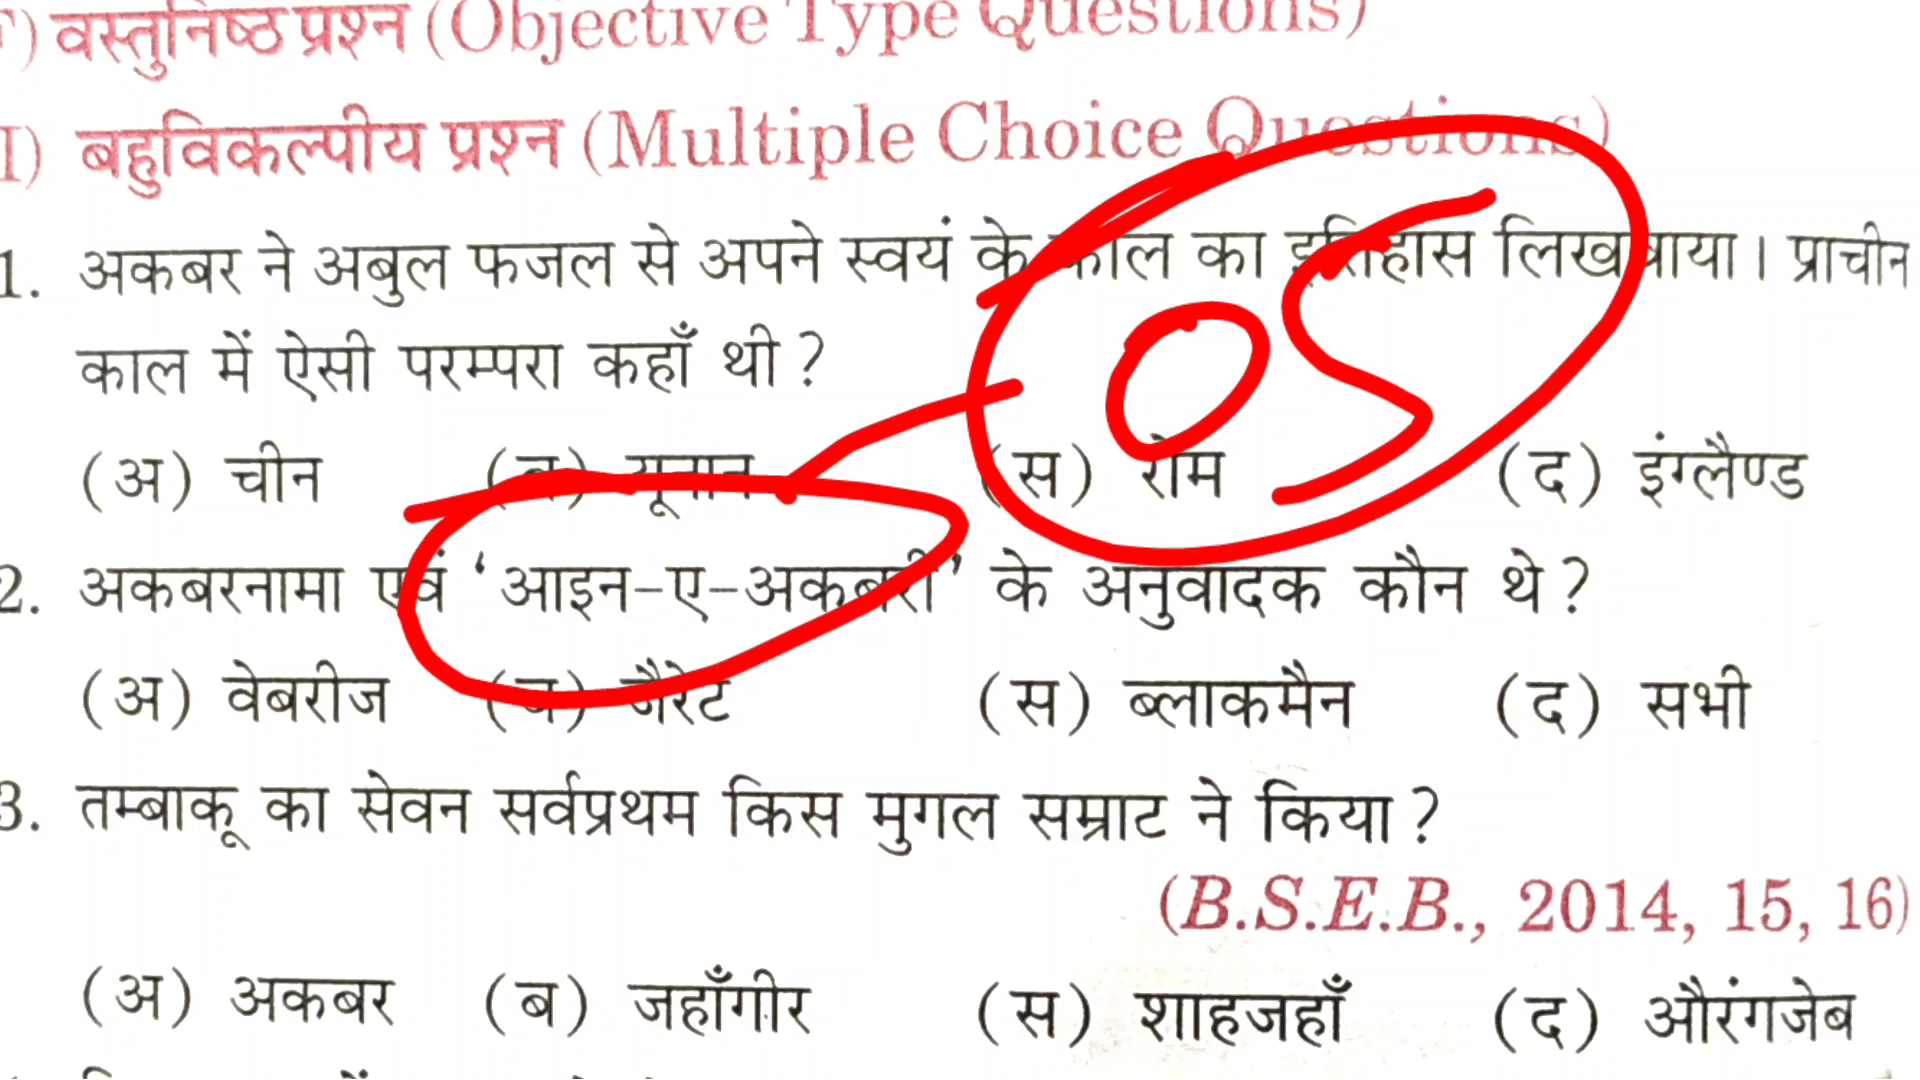 ) वस्तुनिष्ठ प्रश्न (Objective Type Questions)
I) बहुविकल्पीय प्रश्न (Multiple Choice Questions)
1. अकबर ने अबुल फजल से अपने स्वयं के काल का इतिहास लिखवाया। प्राचीन
काल में ऐसी परम्परा कहाँ थी ?
05
(अ) चीन (ब) यूनान (स) रोम (द) इंग्लैण्ड
2. अकबरनामा एवं ‘आइन-ए-अकबरी’ के अनुवादक कौन थे ?
(अ) वेबरीज (ब) जैरेट (स) ब्लाकमैन (द) सभी
3. तम्बाकू का सेवन सर्वप्रथम किस मुगल सम्राट ने किया ?
(B.S.E.B., 2014, 15, 16)
(अ) अकबर (ब) जहाँगीर (स) शाहजहाँ (द) औरंगजेब